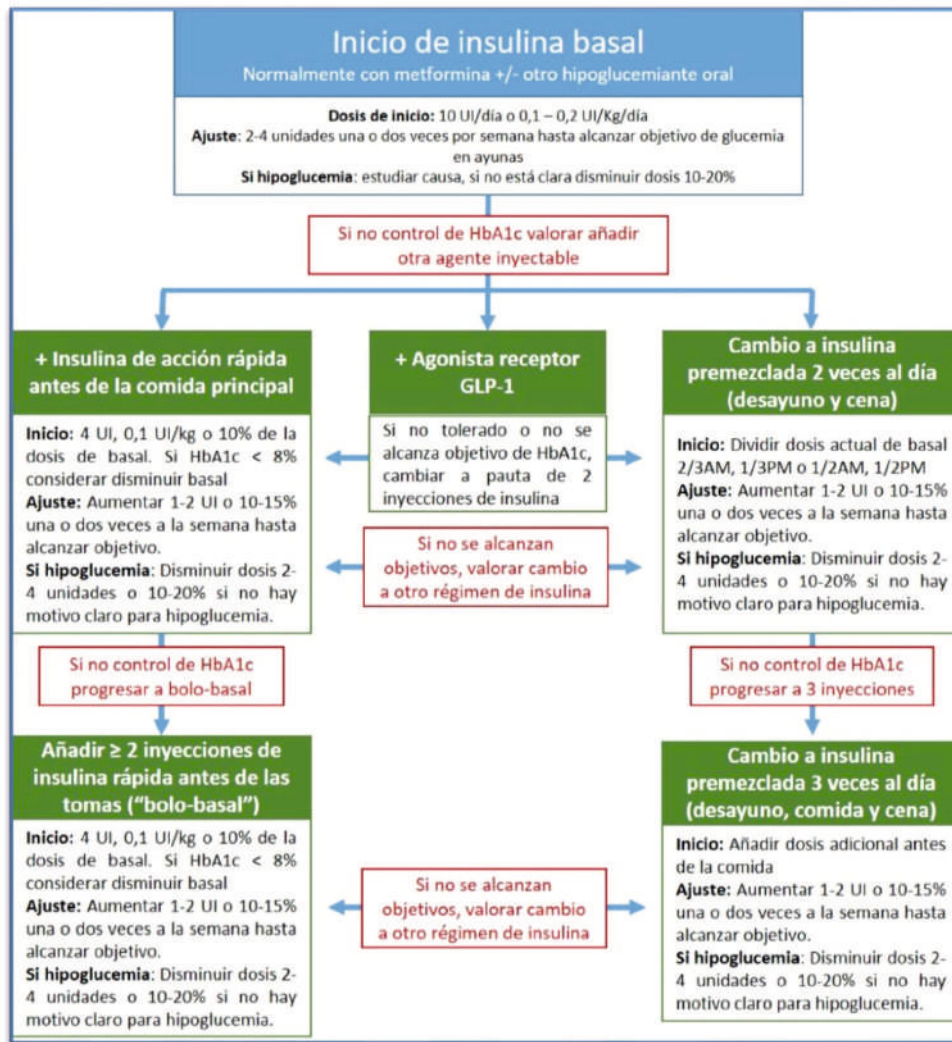 Inicio de insulina basal
Normalmente con metformina +/- otro hipoglucemiante oral
Dosis de inicio: 10 UI/día o 0,1 – 0,2 UI/Kg/día
Ajuste: 2-4 unidades una o dos veces por semana hasta alcanzar objetivo de glucemia
en ayunas
Si hipoglucemia: estudiar causa, si no está clara disminuir dosis 10-20%
Si no control de HbA1c valorar añadir
otra agente inyectable
+ Insulina de acción rápida
antes de la comida principal
Inicio: 4 UI, 0,1 UI/kg o 10% de la
dosis de basal. Si HbA1c < 8%
considerar disminuir basal
Ajuste: Aumentar 1-2 UI o 10-15%
una o dos veces a la semana hasta
alcanzar objetivo.
Si hipoglucemia: Disminuir dosis 2-
4 unidades o 10-20% si no hay
motivo claro para hipoglucemia.
+ Agonista receptor
GLP-1
Si no tolerado o no se
alcanza objetivo de HbA1c,
cambiar a pauta de 2
inyecciones de insulina
Cambio a insulina
premezclada 2 veces al día
(desayuno y cena)
Inicio: Dividir dosis actual de basal
2/3AM, 1/3PM o 1/2AM, 1/2PM
Ajuste: Aumentar 1-2 UI o 10-15%
una o dos veces a la semana hasta
alcanzar objetivo.
Si hipoglucemia: Disminuir dosis 2-
4 unidades o 10-20% si no hay
motivo claro para hipoglucemia.
Si no se alcanzan
objetivos, valorar cambio
a otro régimen de insulina
Si no control de HbA1c
progresar a bolo-basal
Si no control de HbA1c
progresar a 3 inyecciones
Añadir ≥ 2 inyecciones de
insulina rápida antes de las
tomas (“bolo-basal”)
Inicio: 4 UI, 0,1 UI/kg o 10% de la
dosis de basal. Si HbA1c < 8%
considerar disminuir basal
Ajuste: Aumentar 1-2 UI o 10-15%
una o dos veces a la semana hasta
alcanzar objetivo.
Si hipoglucemia: Disminuir dosis 2-
4 unidades o 10-20% si no hay
motivo claro para hipoglucemia.
Si no se alcanzan
objetivos, valorar cambio
a otro régimen de insulina
Cambio a insulina
premezclada 3 veces al día
(desayuno, comida y cena)
Inicio: Añadir dosis adicional antes
de la comida
Ajuste: Aumentar 1-2 UI o 10-15%
una o dos veces a la semana hasta
alcanzar objetivo.
Si hipoglucemia: Disminuir dosis 2-
4 unidades o 10-20% si no hay
motivo claro para hipoglucemia.